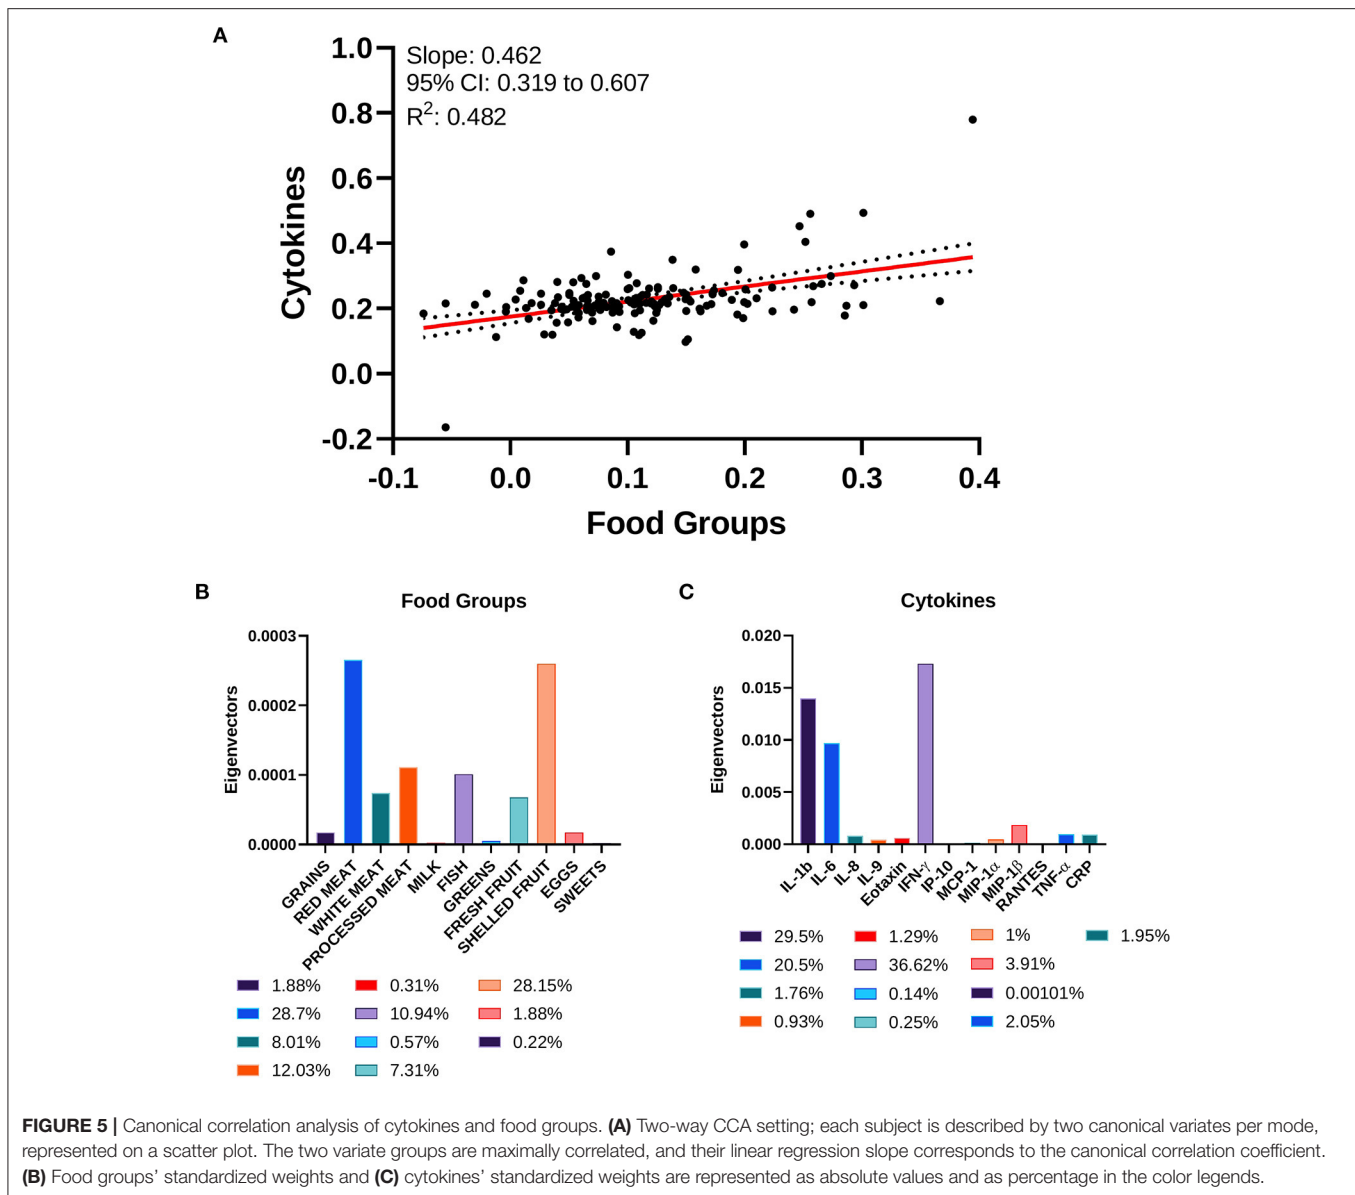 A
Slope: 0.462
95% CI: 0.319 to 0.607
R2: 0.482
1.0
0.8
0.6
0.4
0.2
0.0
-0.2
Cytokines
-0.1 0.0 0.1 0.2 0.3 0.4
Food Groups
B
Food Groups
0.0003
0.0002
0.0001
0.0000
Eigenvectors
GRAINS
RED MEAT
WHITE MEAT
PROCESSED MEAT
MILK
FISH
GREENS
FRESH FRUIT
SHELLED FRUIT
EGGS
SWEETS
1.88% 0.31% 28.15%
28.7% 10.94% 1.88%
8.01% 0.57% 0.22%
12.03% 7.31%
C
Cytokines
0.020
0.015
0.010
0.005
0.000
Eigenvectors
IL-1b
IL-6
IL-8
IL-9
Eotaxin
IFN-γ
IP-10
MCP-1
MIP-1α
MIP-1β
RANTES
TNF-α
CRP
29.5% 1.29% 1% 1.95%
20.5% 36.62% 3.91%
1.76% 0.14% 0.00101%
0.93% 0.25% 2.05%
FIGURE 5 | Canonical correlation analysis of cytokines and food groups. (A) Two-way CCA setting; each subject is described by two canonical variates per mode,
represented on a scatter plot. The two variate groups are maximally correlated, and their linear regression slope corresponds to the canonical correlation coefficient.
(B) Food groups' standardized weights and (C) cytokines' standardized weights are represented as absolute values and as percentage in the color legends.